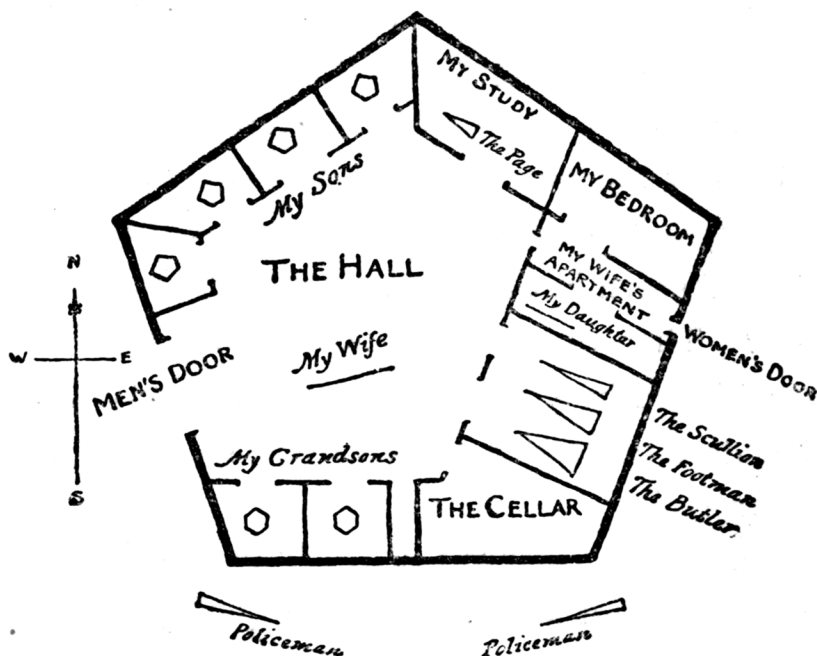 MY STUDY
The Page
MY BEDROOM
My Sons
THE HALL
MY WIFE'S
APARTMENT
My Daughter
N
W
E
S
MEN'S DOOR
My Wife
WOMEN'S DOOR
My Grandsons
THE CELLAR
The Scullion
The Footman
The Butler.
Policeman
Policeman